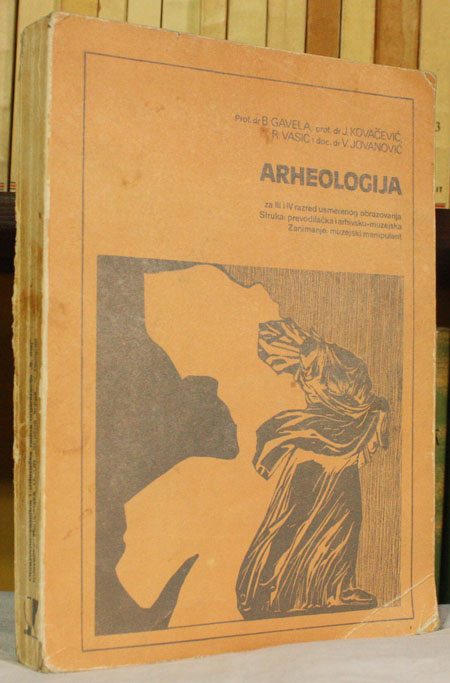 Prof. dr B. GAVELA, prof. dr J. KOVAČEVIĆ,
R. VASIĆ i doc. dr V. JOVANOVIĆ
ARHEOLOGIJA
za III i IV razred usmerenog obrazovanja
Struka: prevodilačka i arhivsko-muzejska
Zanimanje: muzejski manipulant